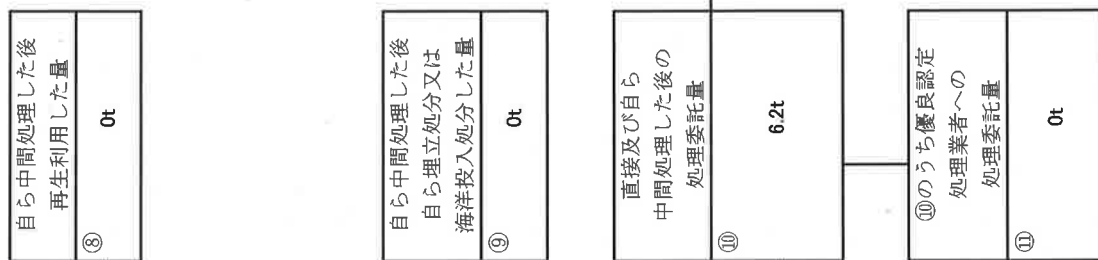 自ら中間処理した後
再生利用した量
⑧
0t
自ら中間処理した後
自ら埋立処分又は
海洋投入処分した量
⑨
0t
直接及び自ら
中間処理した後の
処理委託量
⑩
6.2t
⑩のうち優良認定
処理業者への
処理委託量
⑪
0t